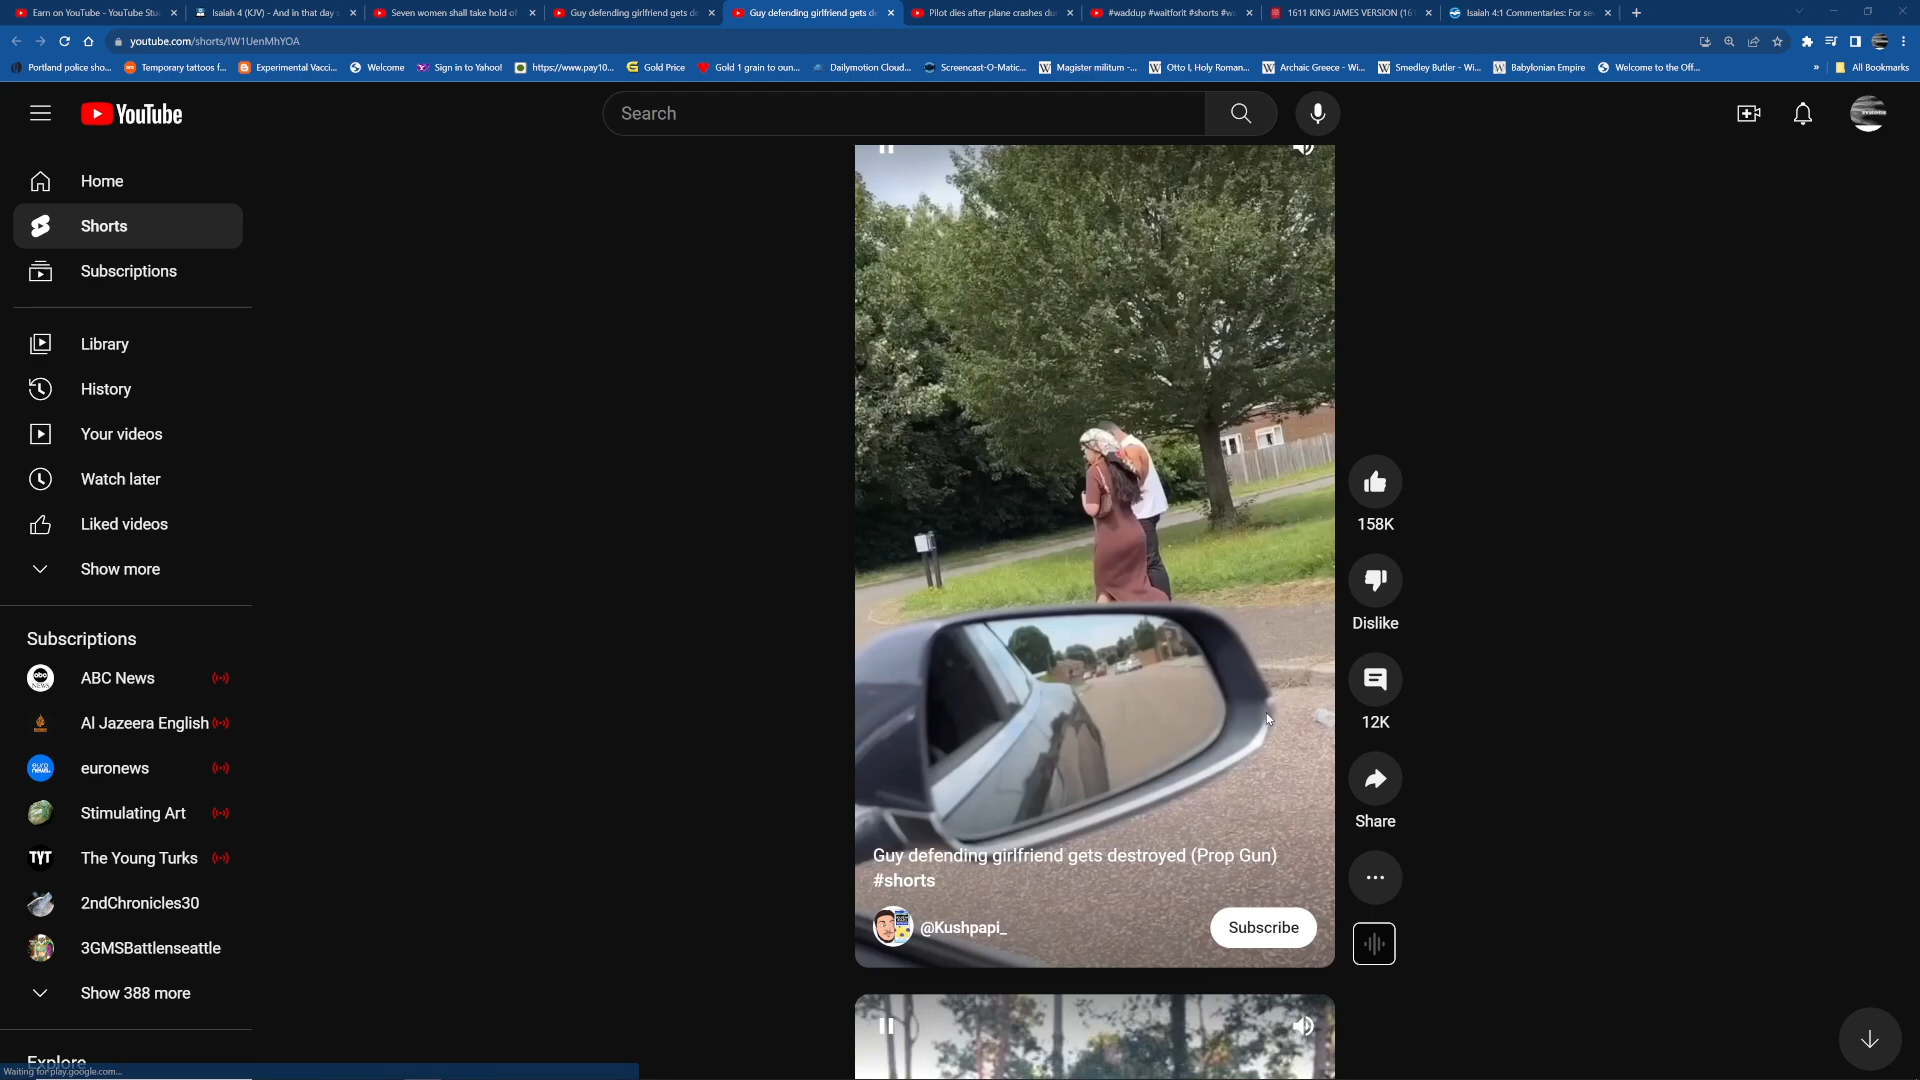 Earn on YouTube - YouTube Stu
Isaiah 4 (KJV) - And in that day s
Seven women shall take hold of
Guy defending girlfriend gets de
Guy defending girlfriend gets de
Pilot dies after plane crashes du
#waddup #waitforit #shorts #w
1611 KING JAMES VERSION (16
Isaiah 4:1 Commentaries: For se
youtube.com/shorts/lW1UenMhYOA
Portland police sho...
Temporary tattoos f...
Experimental Vacci...
Welcome
Sign in to Yahoo!
https://www.pay10...
Gold Price
Gold 1 grain to oun...
Dailymotion Cloud...
Screencast-O-Matic...
Magister militum -...
Otto I, Holy Roman...
Archaic Greece - Wi...
Smedley Butler - Wi...
Babylonian Empire
Welcome to the Off...
»
All Bookmarks
YouTube
Search
Home
Shorts
Subscriptions
Library
History
Your videos
Watch later
Liked videos
Show more
Subscriptions
ABC News
Al Jazeera English
euronews
Stimulating Art
TYT The Young Turks
2ndChronicles30
3GMSBattlenseattle
Show 388 more
Explore
Waiting for play.google.com...
Guy defending girlfriend gets destroyed (Prop Gun)
#shorts
@Kushpapi_
Subscribe
158K
Dislike
12K
Share